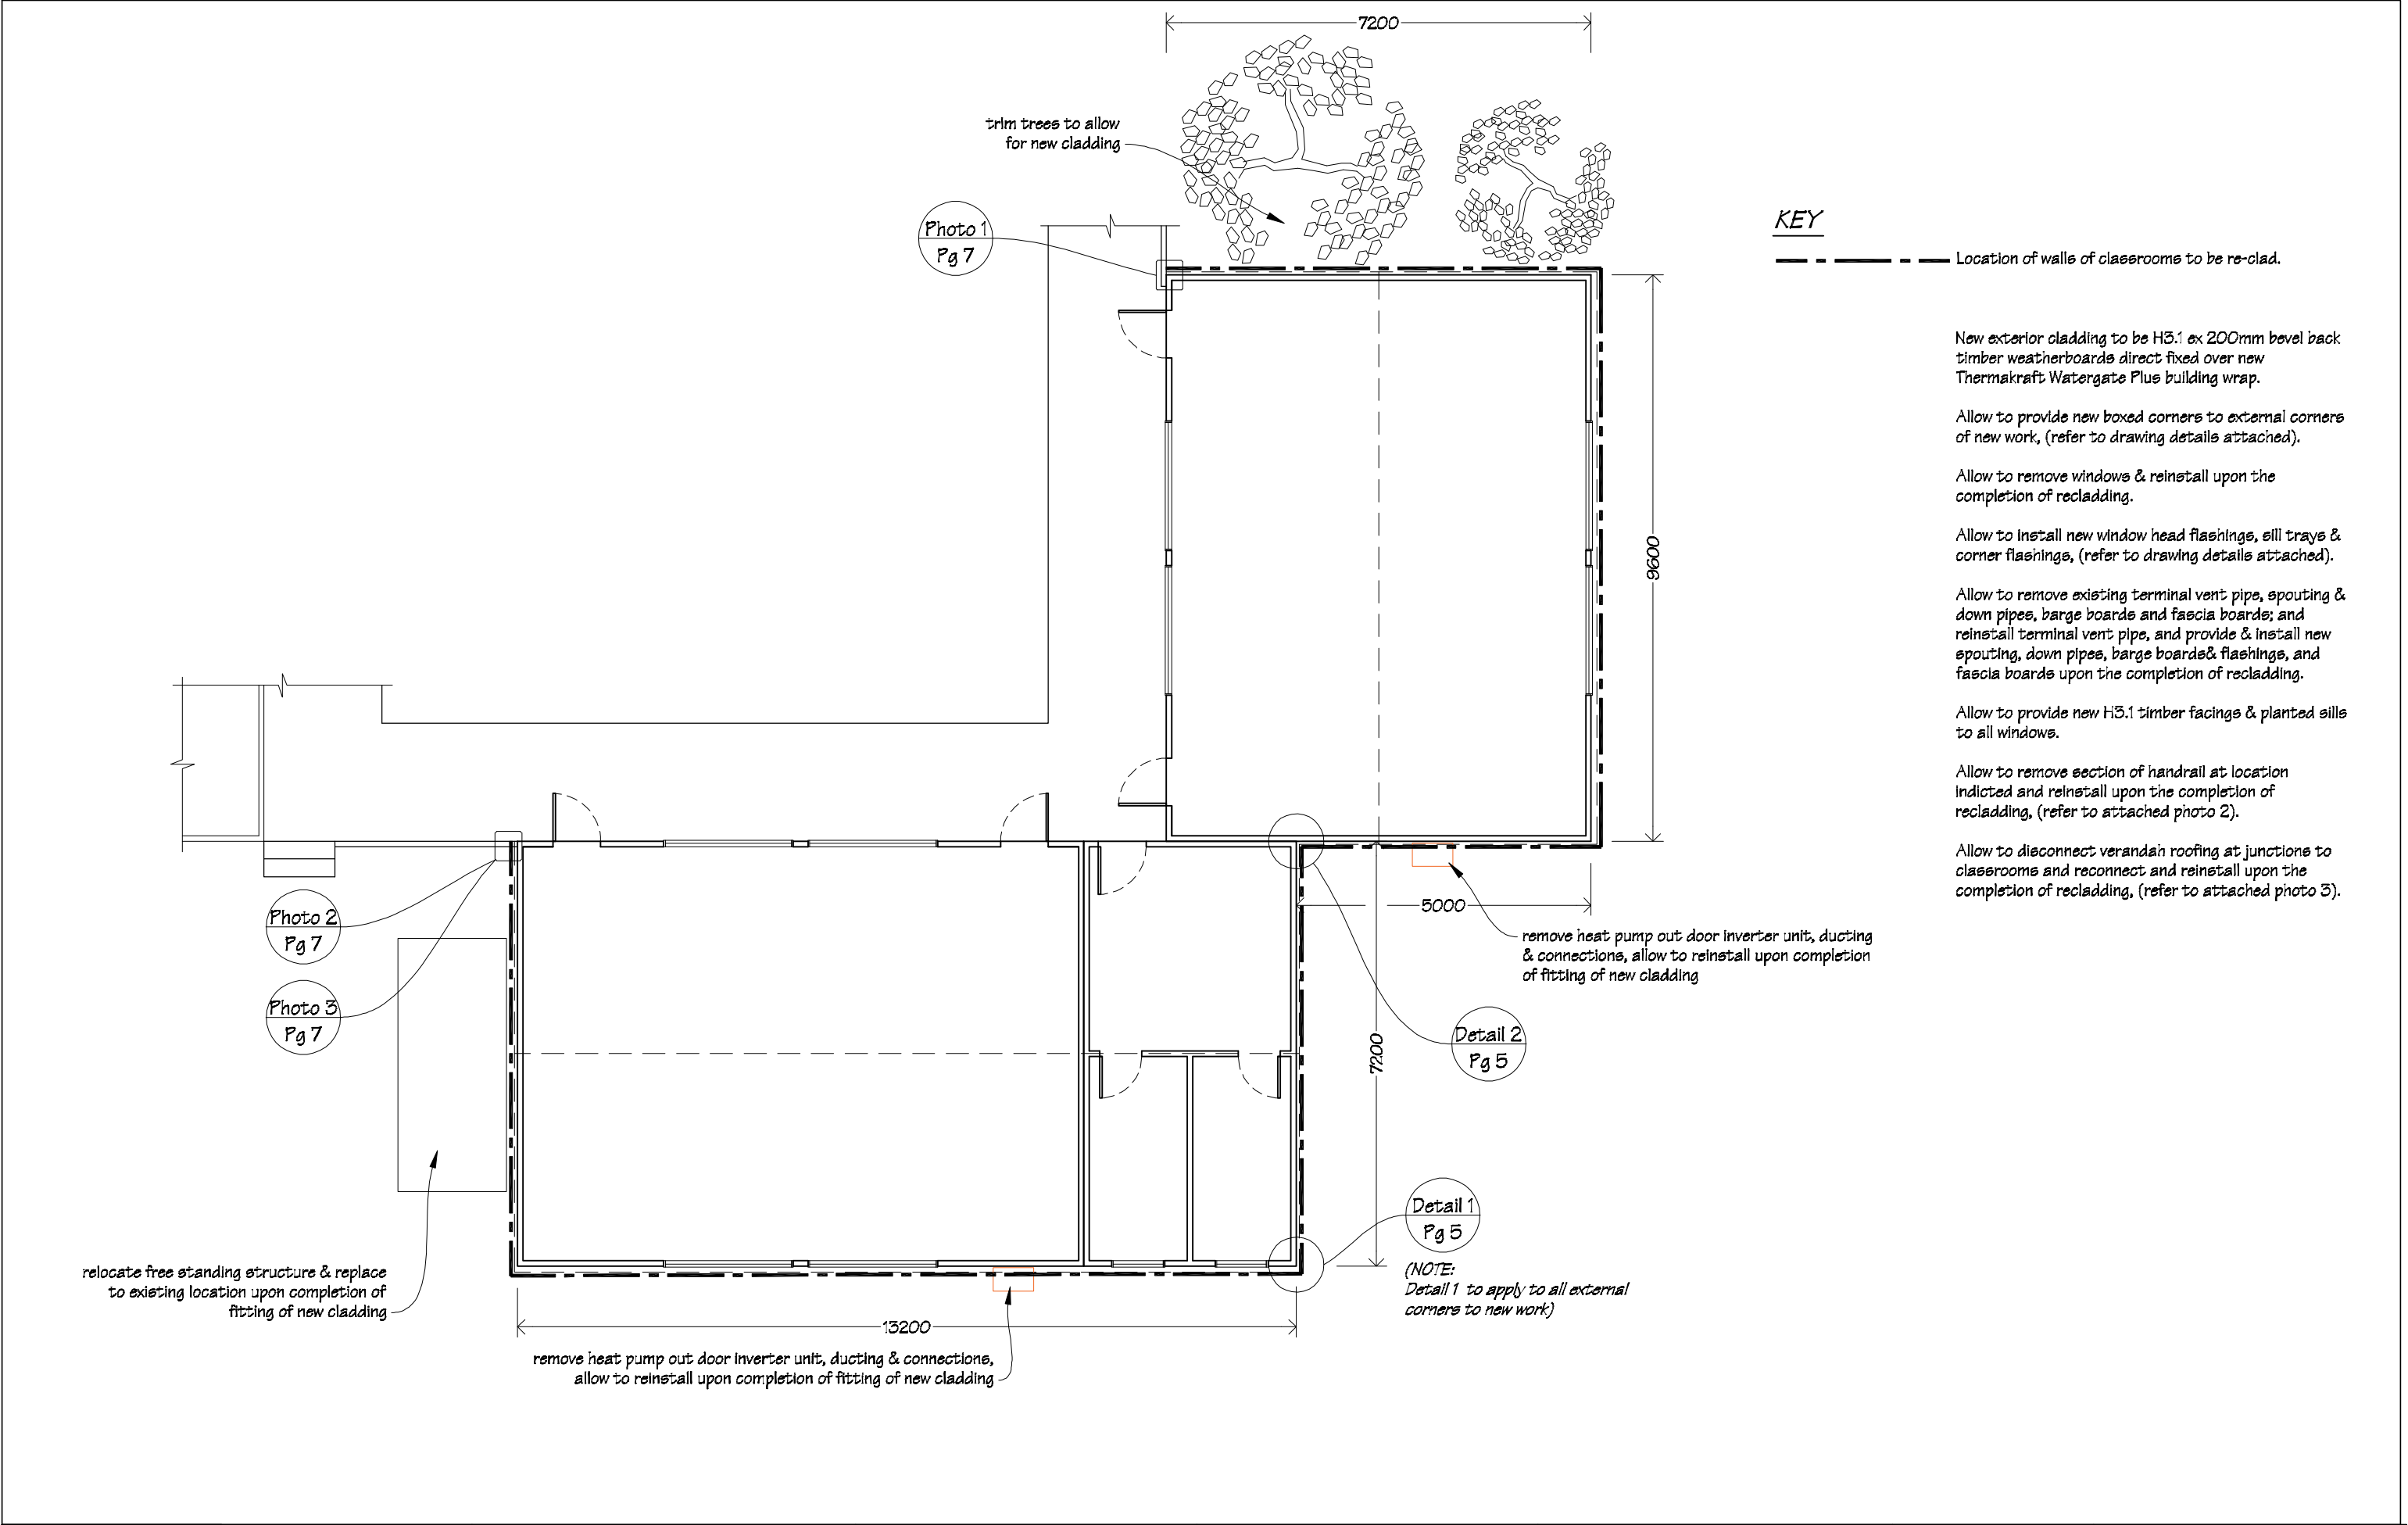 7200
trim trees to allow
for new cladding
Photo 1
Pg 7
KEY
Location of walls of classrooms to be re-clad.
New exterior cladding to be H3.1 ex 200mm bevel back
timber weatherboards direct fixed over new
Thermakraft Watergate Plus building wrap.
Allow to provide new boxed corners to external corners
of new work, (refer to drawing details attached).
Allow to remove windows & reinstall upon the
completion of recladding.
Allow to install new window head flashings, sill trays &
corner flashings, (refer to drawing details attached).
Allow to remove existing terminal vent pipe, spouting &
down pipes, barge boards and fascia boards; and
reinstall terminal vent pipe, and provide & install new
spouting, down pipes, barge boards& flashings, and
fascia boards upon the completion of recladding.
Allow to provide new H3.1 timber facings & planted sills
to all windows.
Allow to remove section of handrail at location
indicted and reinstall upon the completion of
recladding, (refer to attached photo 2).
Allow to disconnect verandah roofing at junctions to
classrooms and reconnect and reinstall upon the
completion of recladding, (refer to attached photo 3).
9600
5000
remove heat pump out door inverter unit, ducting
& connections, allow to reinstall upon completion
of fitting of new cladding
Photo 2
Pg 7
Photo 3
Pg 7
Detail 2
Pg 5
7200
Detail 1
Pg 5
(NOTE:
Detail 1 to apply to all external
corners to new work)
relocate free standing structure & replace
to existing location upon completion of
fitting of new cladding
13200
remove heat pump out door inverter unit, ducting & connections,
allow to reinstall upon completion of fitting of new cladding